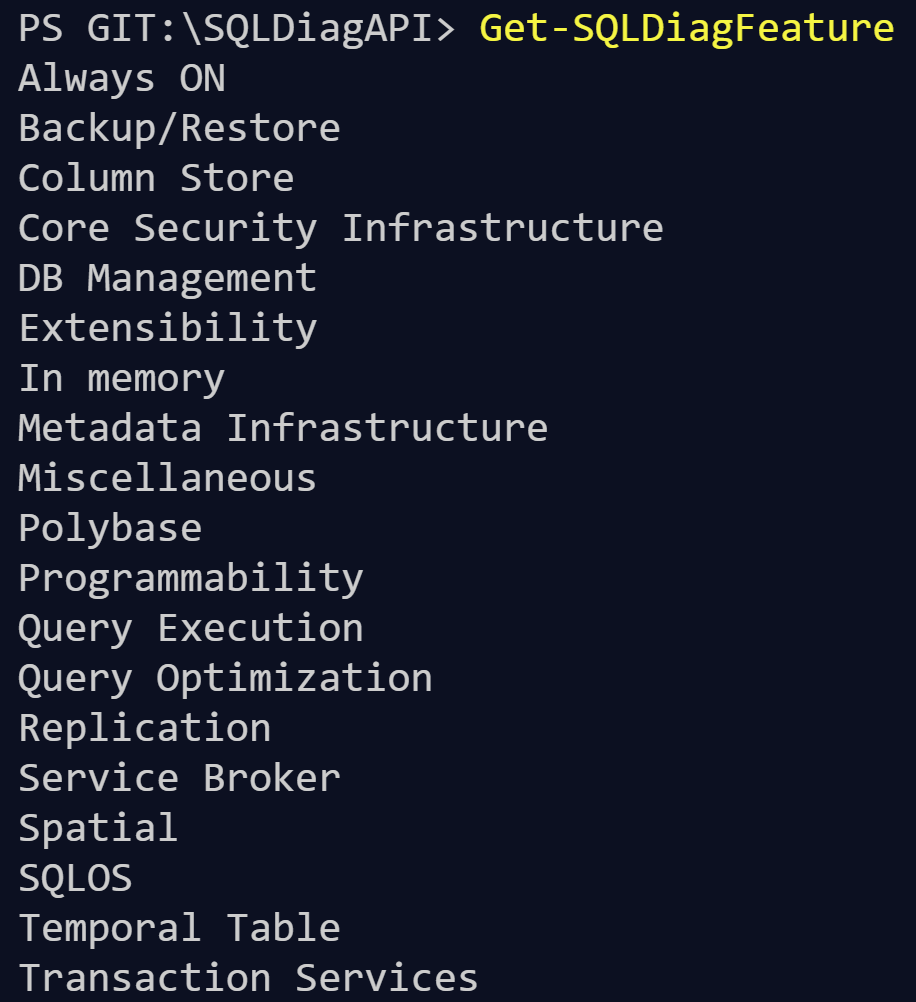 PS GIT:\SQLDiagAPI> Get-SQLDiagFeature
Always ON
Backup/Restore
Column Store
Core Security Infrastructure
DB Management
Extensibility
In memory
Metadata Infrastructure
Miscellaneous
Polybase
Programmability
Query Execution
Query Optimization
Replication
Service Broker
Spatial
SQLOS
Temporal Table
Transaction Services